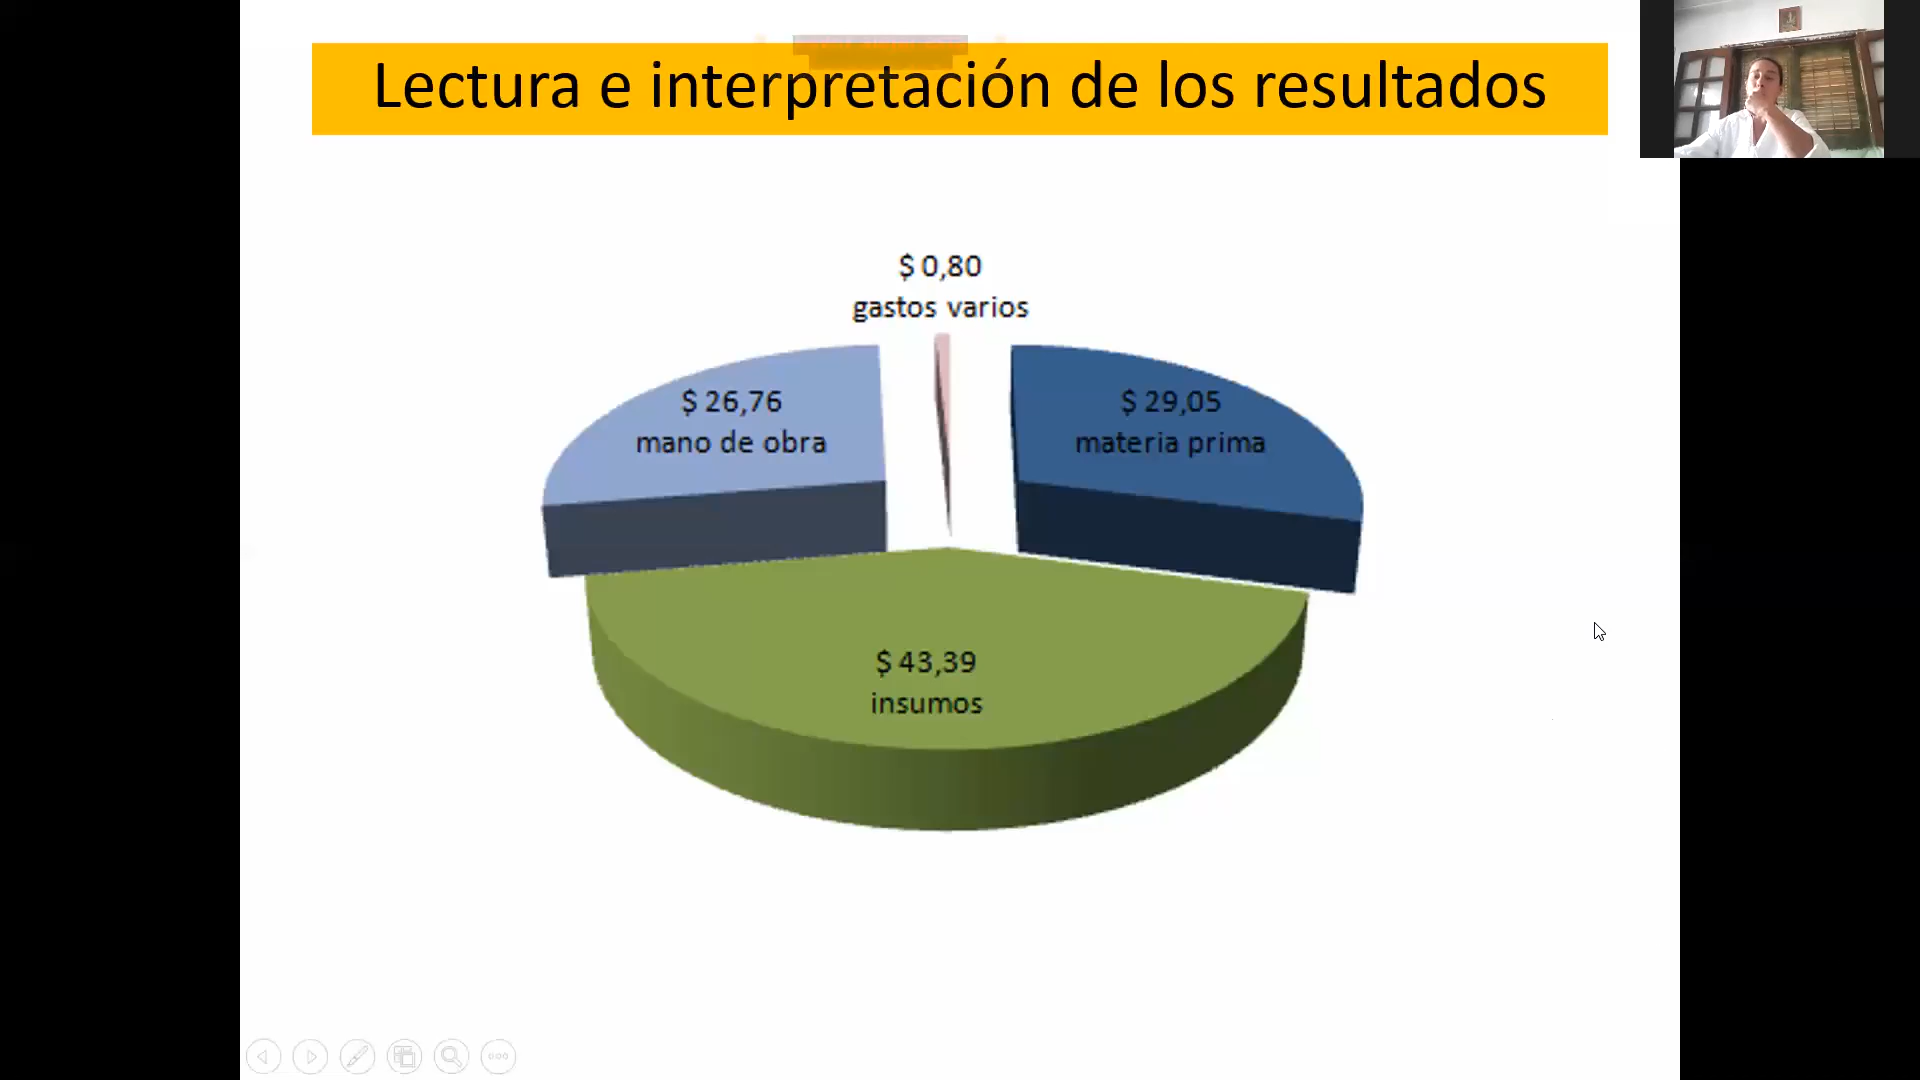 Lectura e interpretación de los resultados
$ 0,80
gastos varios
$ 26,76
mano de obra
$ 29,05
materia prima
$ 43,39
insumos